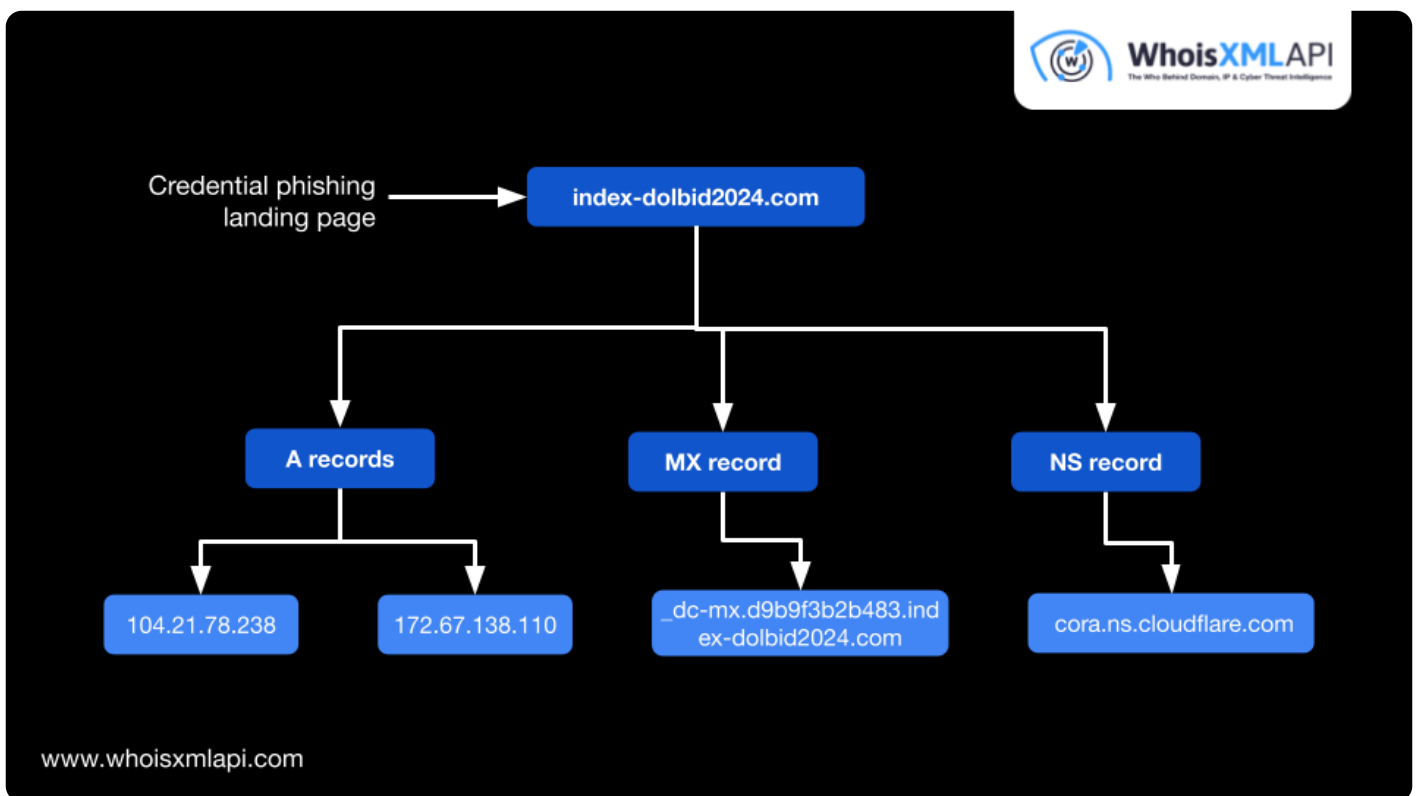 WhoisXMLAPI
The Who Behind Domain, IP & Cyber Threat Intelligence
Credential phishing
landing page
index-dolbid2024.com
A records
MX record
NS record
104.21.78.238
172.67.138.110
_dc-mx.d9b9f3b2b483.ind
ex-dolbid2024.com
cora.ns.cloudflare.com
www.whoisxmlapi.com